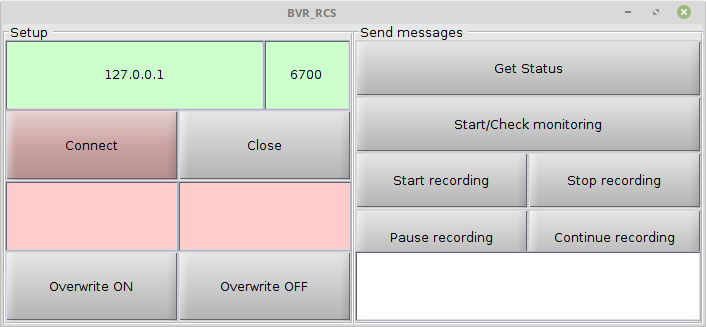 BVR_RCS
Setup
127.0.0.1
6700
Connect
Close
Overwrite ON
Overwrite OFF
Send messages
Get Status
Start/Check monitoring
Start recording
Stop recording
Pause recording
Continue recording